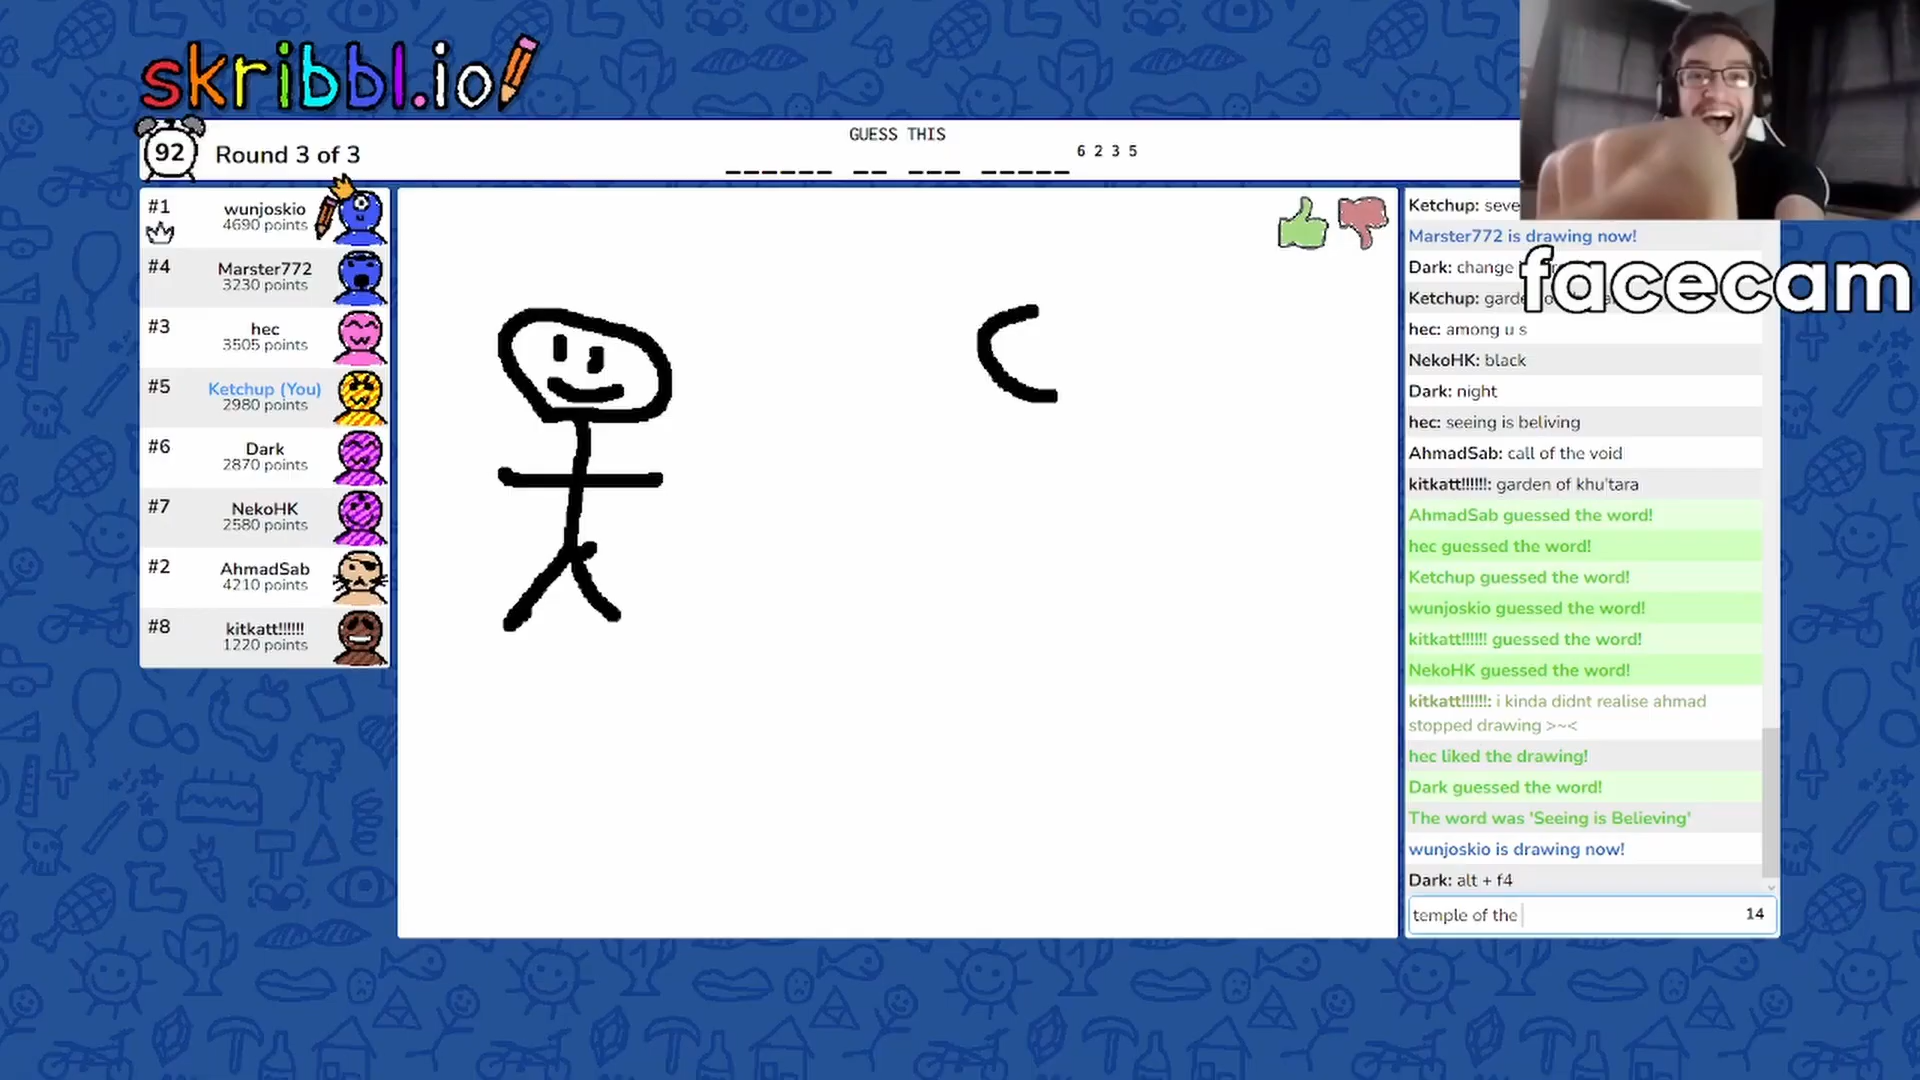 skribbl.io
92
Round 3 of 3
GUESS THIS
______ __ ___ _____ 6 2 3 5
#1 wunjoskio
4690 points
#4 Marster772
3230 points
#3 hec
3505 points
#5 Ketchup (You)
2980 points
#6 Dark
2870 points
#7 NekoHK
2580 points
#2 AhmadSab
4210 points
#8 kitkatt!!!!!!
1220 points
facecam
Ketchup: seve
Marster772 is drawing now!
Dark: change
Ketchup: garde
hec: among u s
NekoHK: black
Dark: night
hec: seeing is beliving
AhmadSab: call of the void
kitkatt!!!!!!: garden of khu'tara
AhmadSab guessed the word!
hec guessed the word!
Ketchup guessed the word!
wunjoskio guessed the word!
kitkatt!!!!!! guessed the word!
NekoHK guessed the word!
kitkatt!!!!!!: i kinda didnt realise ahmad
stopped drawing >~<
hec liked the drawing!
Dark guessed the word!
The word was 'Seeing is Believing'
wunjoskio is drawing now!
Dark: alt + f4
temple of the 14